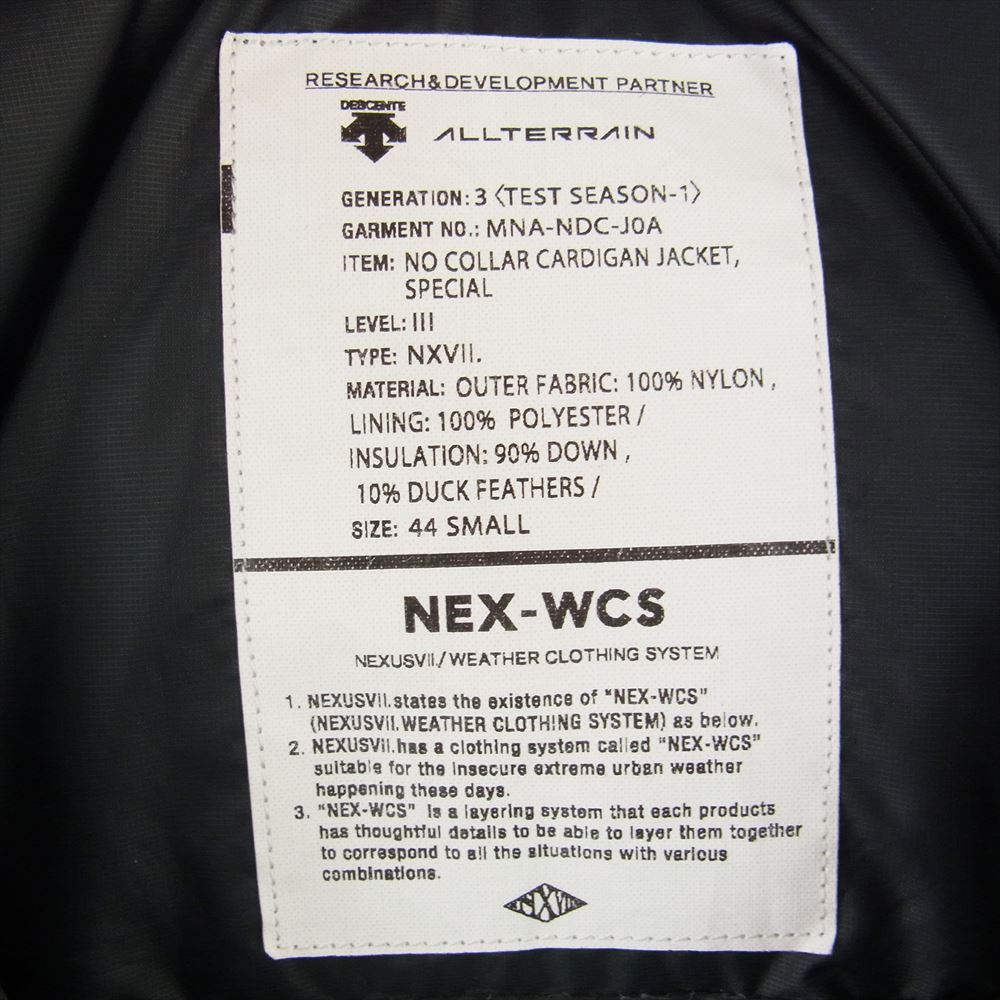 RESEARCH&DEVELOPMENT PARTNER
DESCENTE
ALLTERRAIN
GENERATION: 3 〈TEST SEASON-1〉
GARMENT NO.: MNA-NDC-J0A
ITEM: NO COLLAR CARDIGAN JACKET,
SPECIAL
LEVEL: III
TYPE: NXVII.
MATERIAL: OUTER FABRIC: 100% NYLON ,
LINING: 100% POLYESTER /
INSULATION: 90% DOWN ,
10% DUCK FEATHERS /
SIZE: 44 SMALL
NEX-WCS
NEXUSVII./WEATHER CLOTHING SYSTEM
1. NEXUSVII.states the existence of "NEX-WCS"
(NEXUSVII.WEATHER CLOTHING SYSTEM) as below.
2. NEXUSVII.has a clothing system called "NEX-WCS"
suitable for the insecure extreme urban weather
happening these days.
3. "NEX-WCS" is a layering system that each products
has thoughtful details to be able to layer them together
to correspond to all the situations with various
combinations.
NXVII